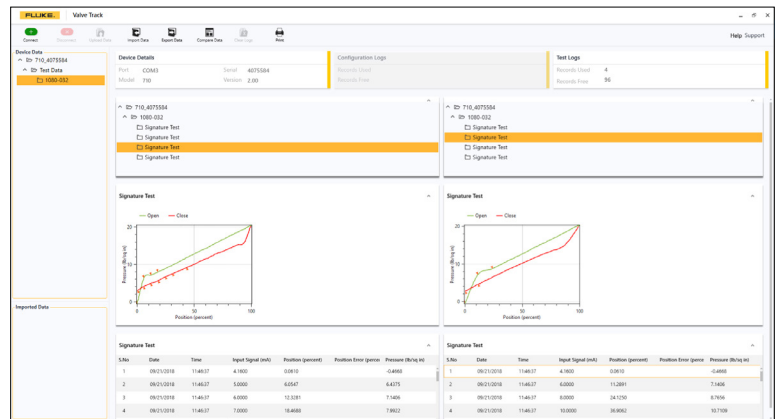 FLUKE. Valve Track
Connect Disconnect Upload Data Import Data Export Data Compare Data View Logs Print Help Support
Device Data
710_4075584
Test Data
1080-032
Imported Data
Device Details
Port COM3 Serial 4075584
Model 710 Version 2.00
Configuration Logs
Records Used
Records Free
Test Logs
Records Used 4
Records Free 96
710_4075584
1080-032
Signature Test
Signature Test
Signature Test
Signature Test
710_4075584
1080-032
Signature Test
Signature Test
Signature Test
Signature Test
Signature Test
Open Close
Pressure (lb/sq in)
20
10
0
0 50 100
Position (percent)
Signature Test
Open Close
Pressure (lb/sq in)
20
10
0
0 50 100
Position (percent)
Signature Test
S.No Date Time Input Signal (mA) Position (percent) Position Error (perce Pressure (lb/sq in)
1 09/21/2018 11:46:37 4.1800 0.0610 -0.4668
2 09/21/2018 11:46:37 5.0000 6.0547 6.4375
3 09/21/2018 11:46:37 6.0000 12.3281 7.1406
4 09/21/2018 11:46:37 7.0000 18.4688 7.9922
Signature Test
S.No Date Time Input Signal (mA) Position (percent) Position Error (perce Pressure (lb/sq in)
1 09/21/2018 11:46:37 4.1800 0.0610 -0.4668
2 09/21/2018 11:46:37 6.0000 11.2891 7.1406
3 09/21/2018 11:46:37 8.0000 24.1250 8.7656
4 09/21/2018 11:46:37 10.0000 36.9062 10.7109